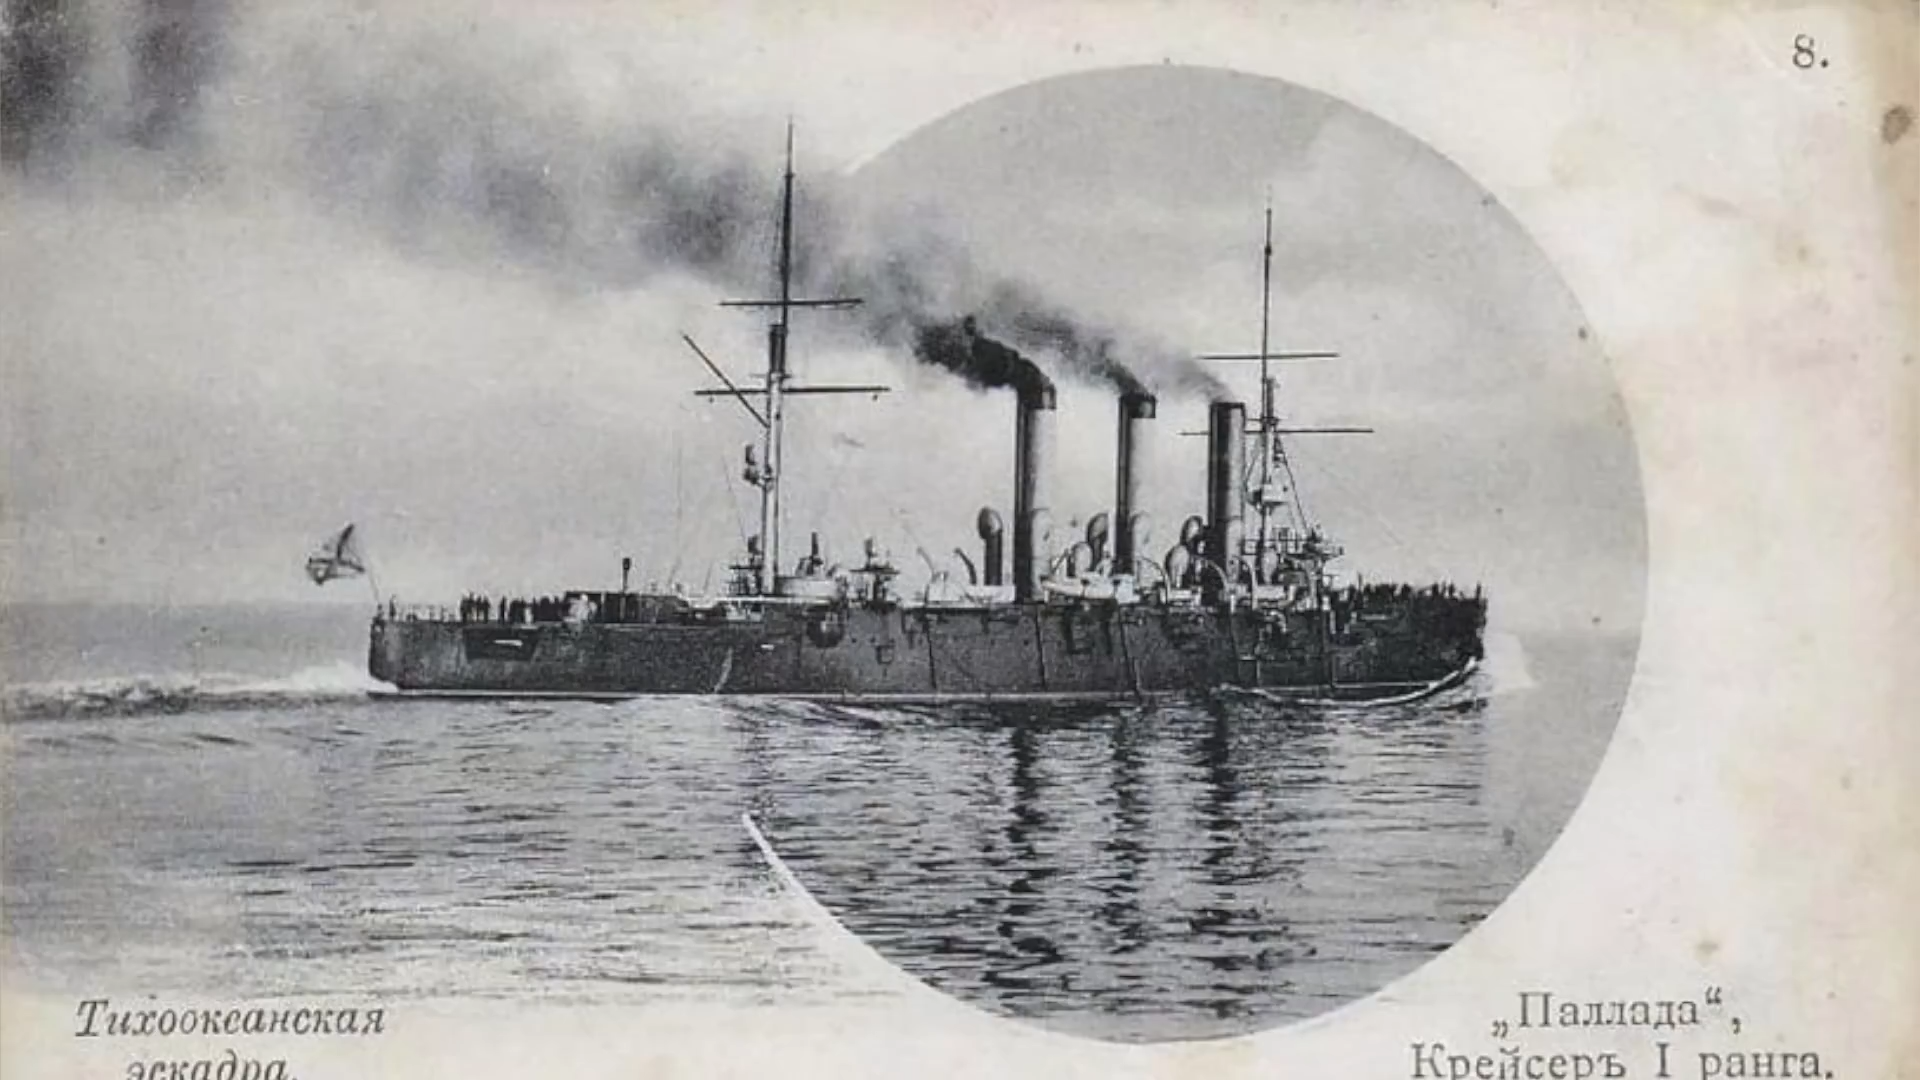 8.
Тихоокеанская
эскадра.
„Паллада“,
Крейсеръ I ранга.